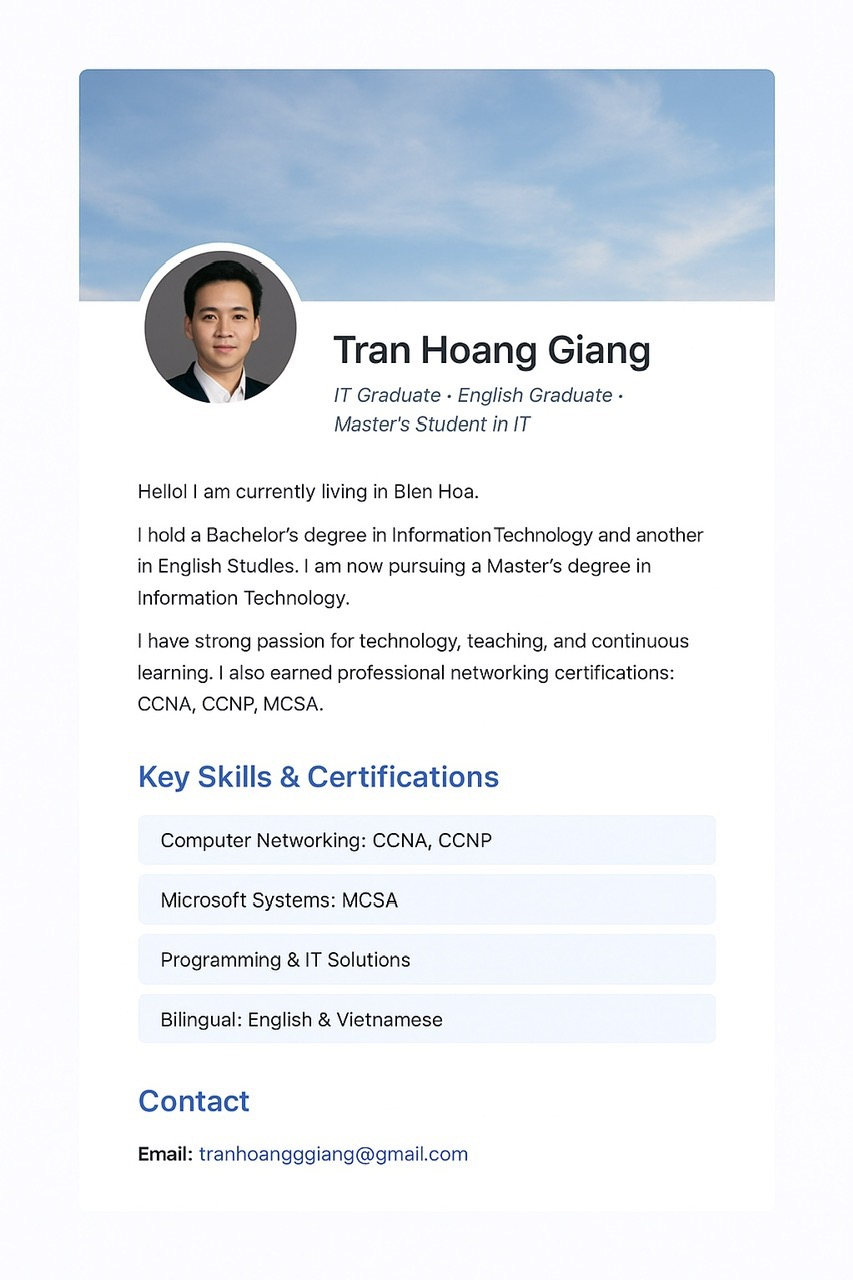 Tran Hoang Giang
IT Graduate • English Graduate •
Master's Student in IT
Hellol I am currently living in Blen Hoa.
I hold a Bachelor’s degree in Information Technology and another
in English Studles. I am now pursuing a Master’s degree in
Information Technology.
I have strong passion for technology, teaching, and continuous
learning. I also earned professional networking certifications:
CCNA, CCNP, MCSA.
Key Skills & Certifications
Computer Networking: CCNA, CCNP
Microsoft Systems: MCSA
Programming & IT Solutions
Bilingual: English & Vietnamese
Contact
Email: tranhoangggiang@gmail.com